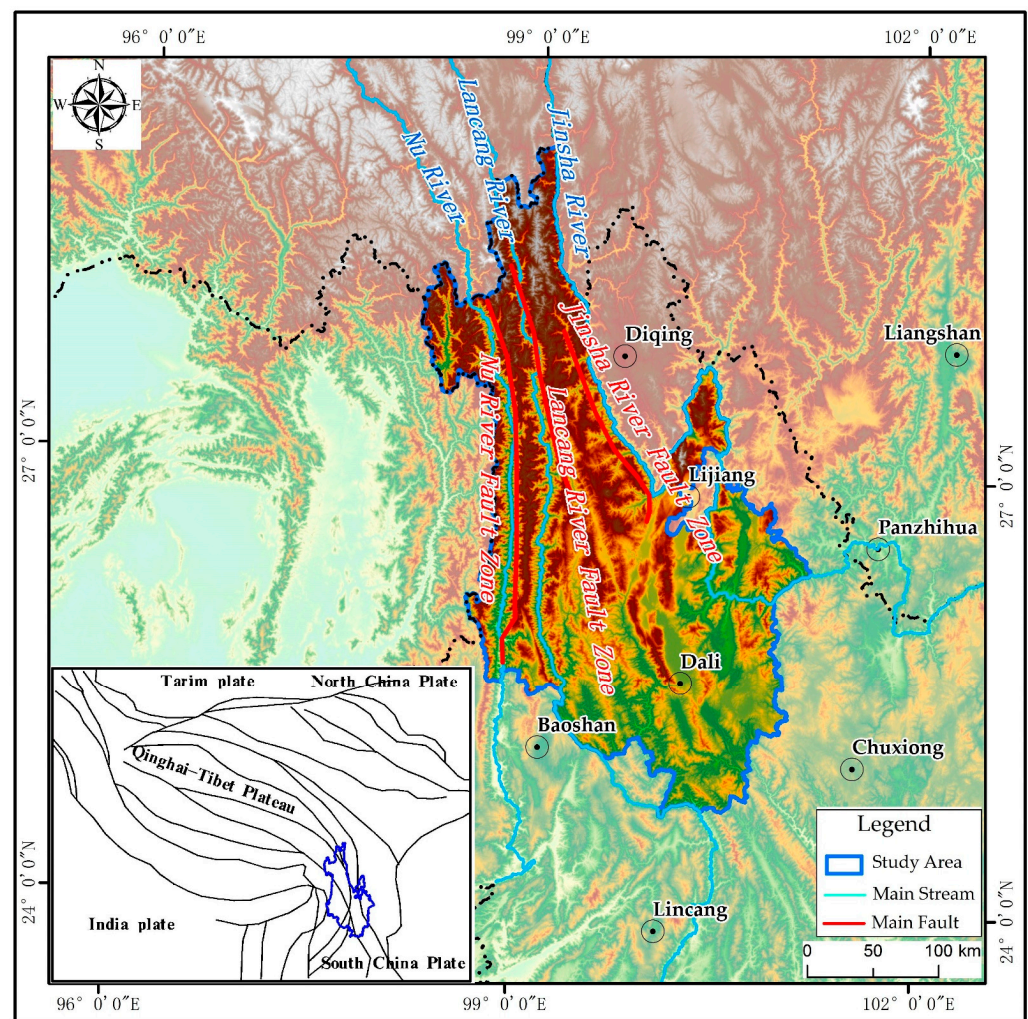 96° 0′0″E
99° 0′0″E
102° 0′0″E
N
W
E
S
Nu River
Lancang River
Jinsha River
27° 0′0″N
27° 0′0″N
Diqing
Liangshan
Jinsha River Fault Zone
Nu River Fault Zone
Lancang River Fault Zone
Lijiang
Panzhihua
Dali
Baoshan
Chuxiong
Lincang
Tarim plate
North China Plate
Qinghai-Tibet Plateau
India plate
South China Plate
Legend
Study Area
Main Stream
Main Fault
0 50 100 km
24° 0′0″N
24° 0′0″N
96° 0′0″E
99° 0′0″E
102° 0′0″E